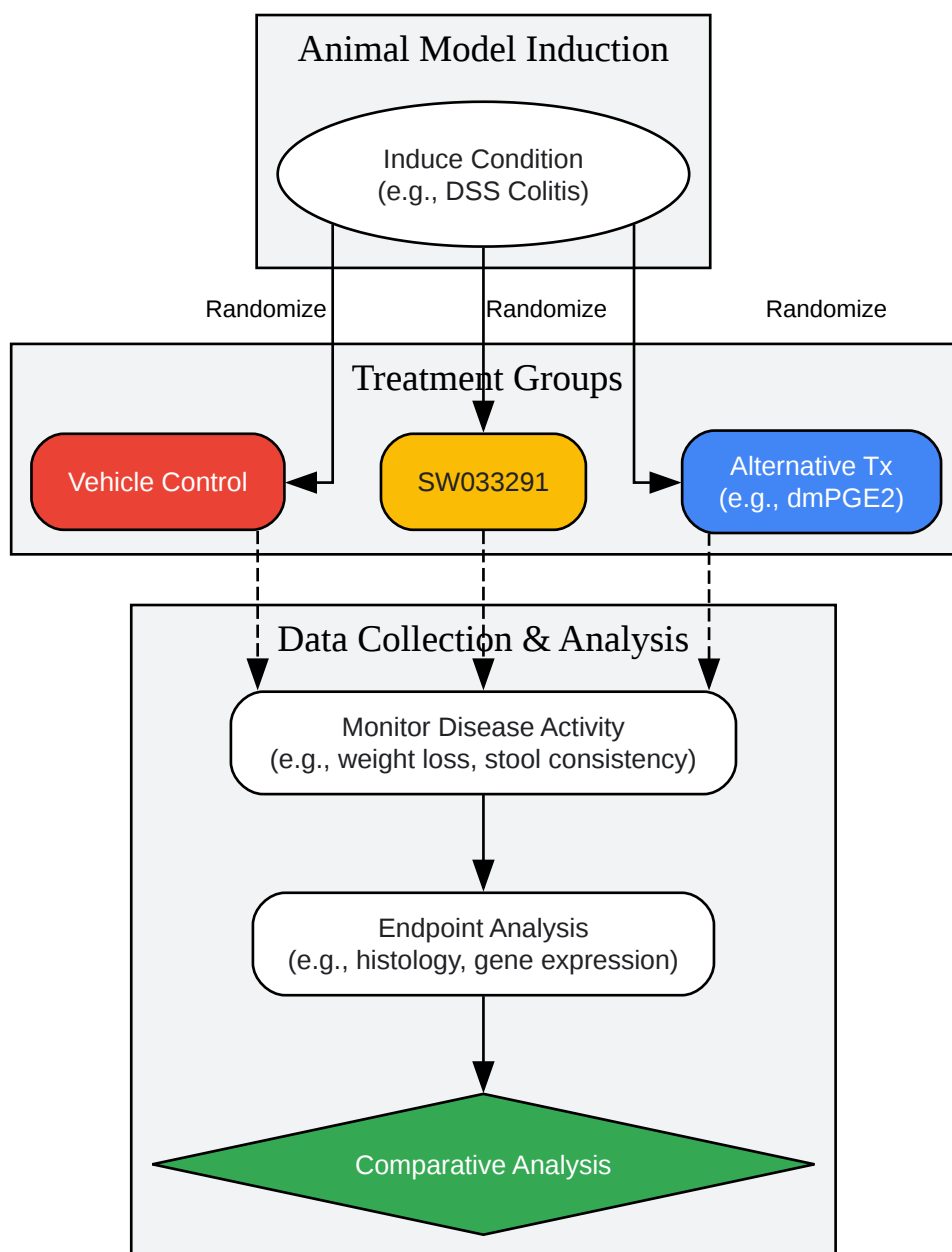 Animal Model Induction
Induce Condition
(e.g., DSS Colitis)
Randomize
Randomize
Randomize
Treatment Groups
Vehicle Control
SW033291
Alternative Tx
(e.g., dmPGE2)
Data Collection & Analysis
Monitor Disease Activity
(e.g., weight loss, stool consistency)
Endpoint Analysis
(e.g., histology, gene expression)
Comparative Analysis